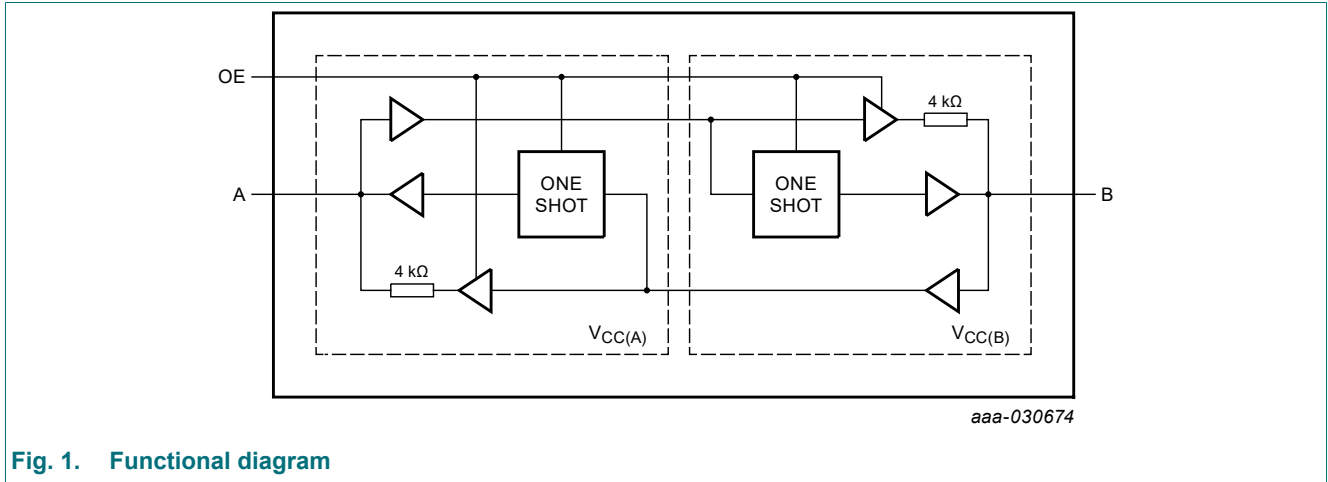 OE
4 kΩ
A
ONE
SHOT
ONE
SHOT
B
4 kΩ
VCC(A)
VCC(B)
aaa-030674
Fig. 1. Functional diagram